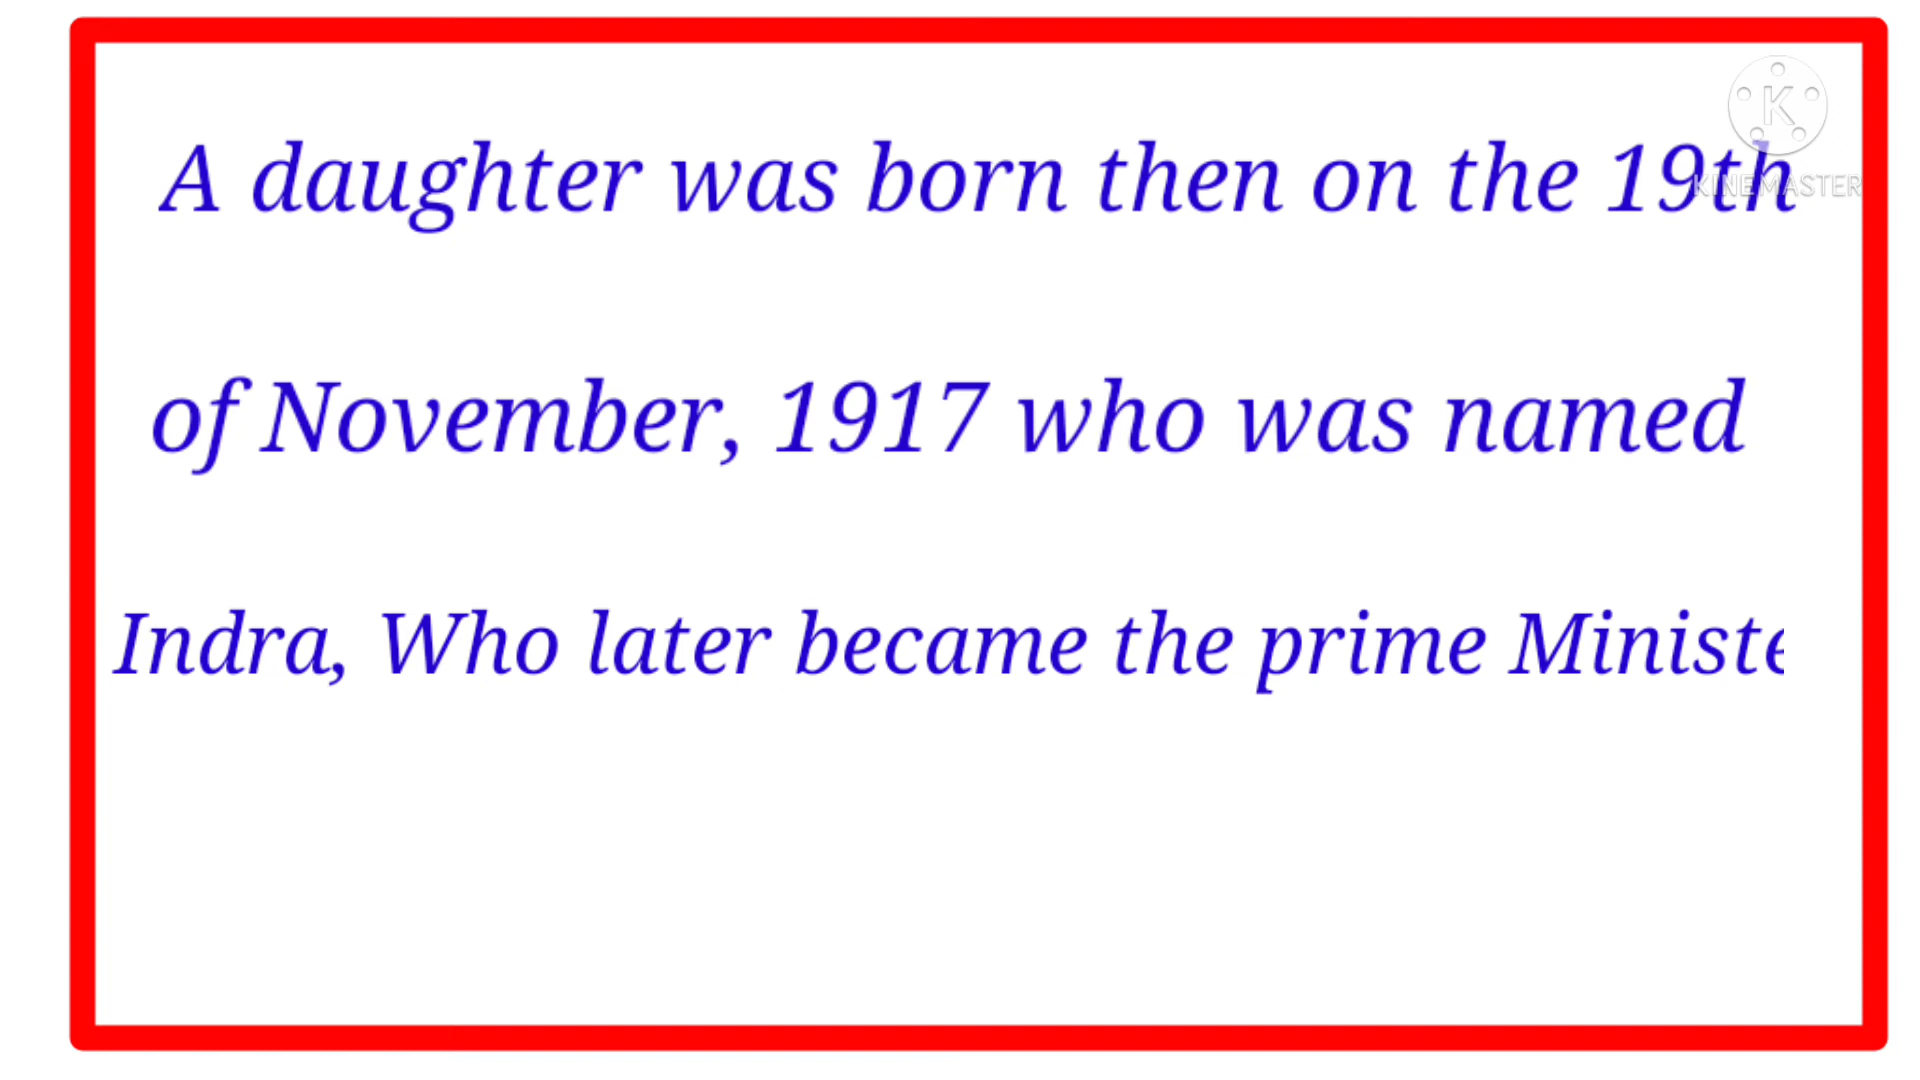 A daughter was born then on the 19th
KINEMASTER
of November, 1917 who was named
Indra, Who later became the prime Ministe